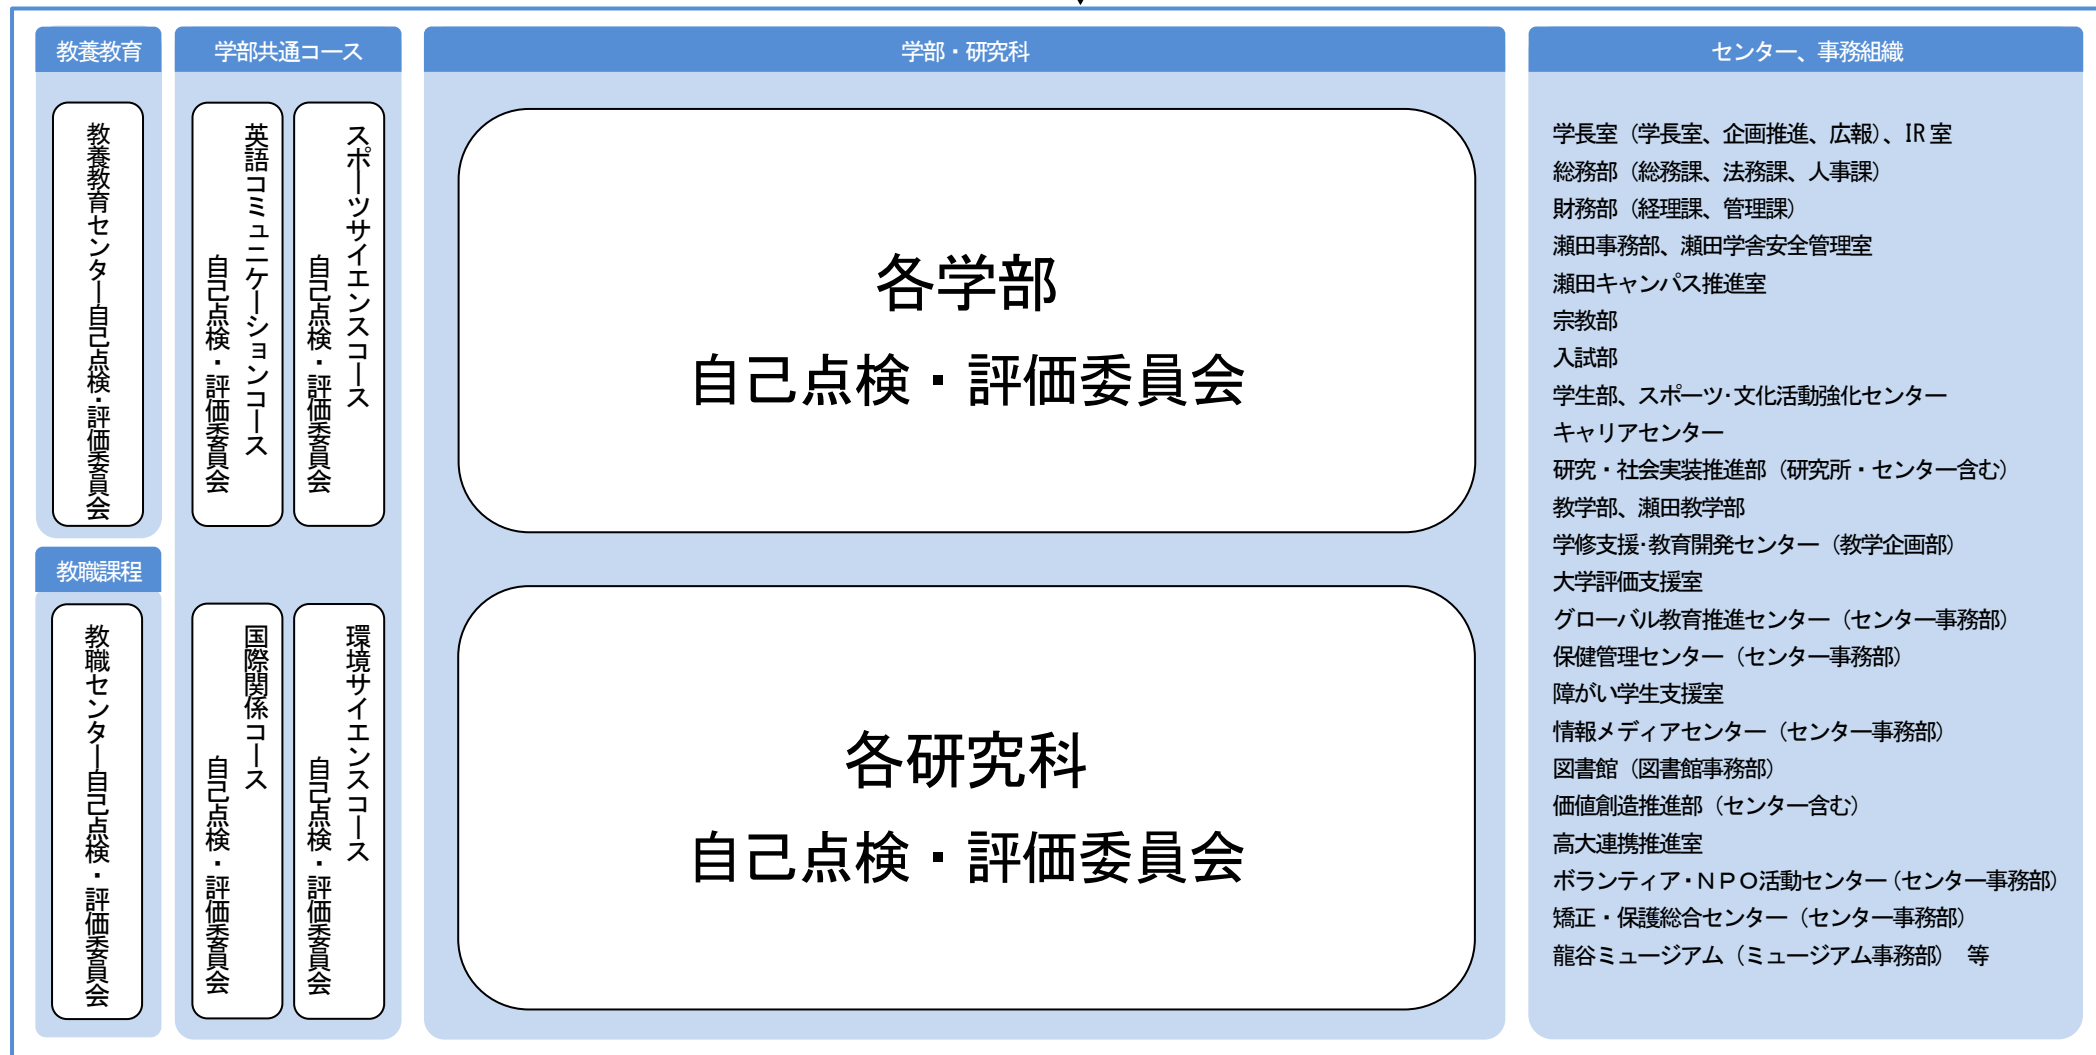 教養教育
教養教育センター自己点検・評価委員会
教職課程
教職センター自己点検・評価委員会
学部共通コース
英語コミュニケーションコース
自己点検・評価委員会
スポーツサイエンスコース
自己点検・評価委員会
国際関係コース
自己点検・評価委員会
環境サイエンスコース
自己点検・評価委員会
学部・研究科
各学部
自己点検・評価委員会
各研究科
自己点検・評価委員会
センター、事務組織
学長室（学長室、企画推進、広報）、IR室
総務部（総務課、法務課、人事課）
財務部（経理課、管理課）
瀬田事務部、瀬田学舎安全管理室
瀬田キャンパス推進室
宗教部
入試部
学生部、スポーツ・文化活動強化センター
キャリアセンター
研究・社会実装推進部（研究所・センター含む）
教学部、瀬田教学部
学修支援・教育開発センター（教学企画部）
大学評価支援室
グローバル教育推進センター（センター事務部）
保健管理センター（センター事務部）
障がい学生支援室
情報メディアセンター（センター事務部）
図書館（図書館事務部）
価値創造推進部（センター含む）
高大連携推進室
ボランティア・ＮＰＯ活動センター（センター事務部）
矯正・保護総合センター（センター事務部）
龍谷ミュージアム（ミュージアム事務部）　等